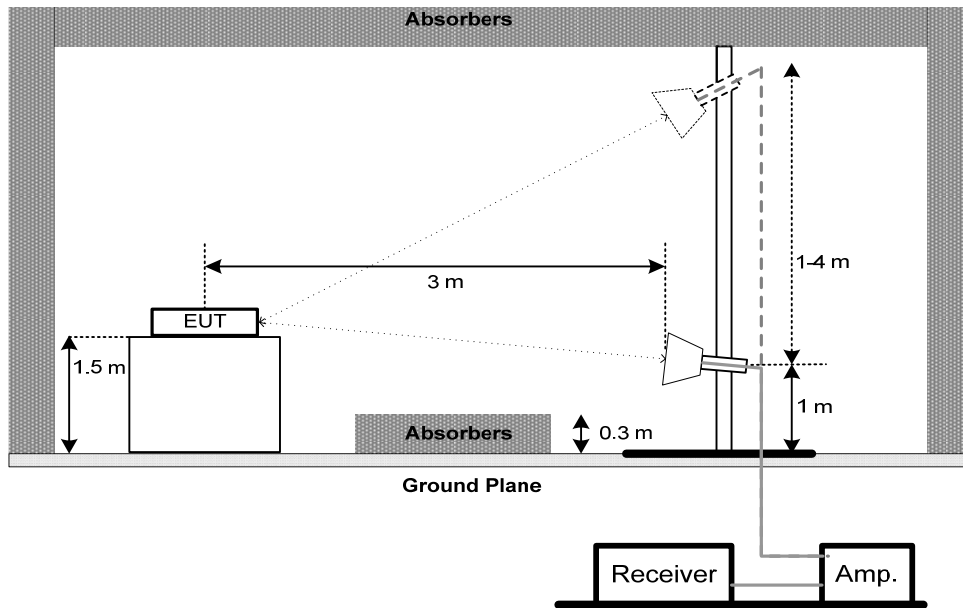 Absorbers
1-4 m
3 m
EUT
1.5 m
1 m
Absorbers
0.3 m
Ground Plane
Receiver
Amp.